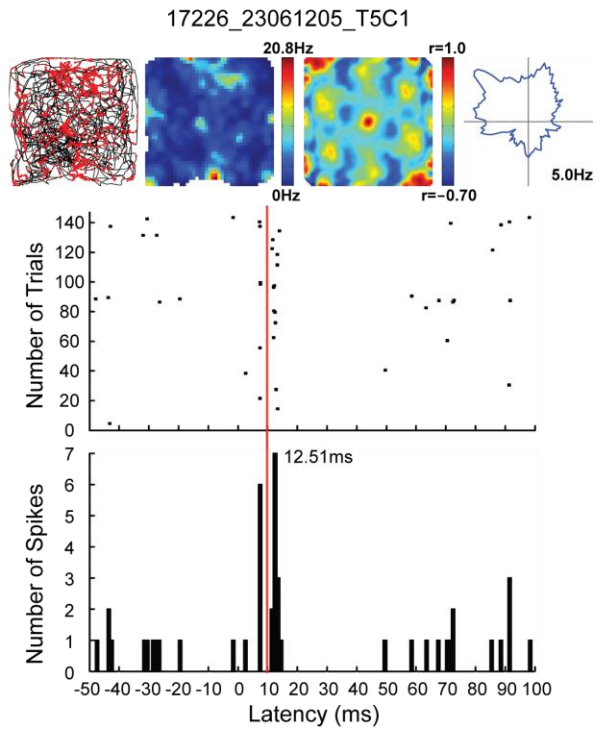 17226_23061205_T5C1
20.8Hz
r=1.0
5.0Hz
0Hz
r=−0.70
Number of Trials
140
120
100
80
60
40
20
0
12.51ms
Number of Spikes
7
6
5
4
3
2
1
0
-50 -40 -30 -20 -10 0 10 20 30 40 50 60 70 80 90 100
Latency (ms)